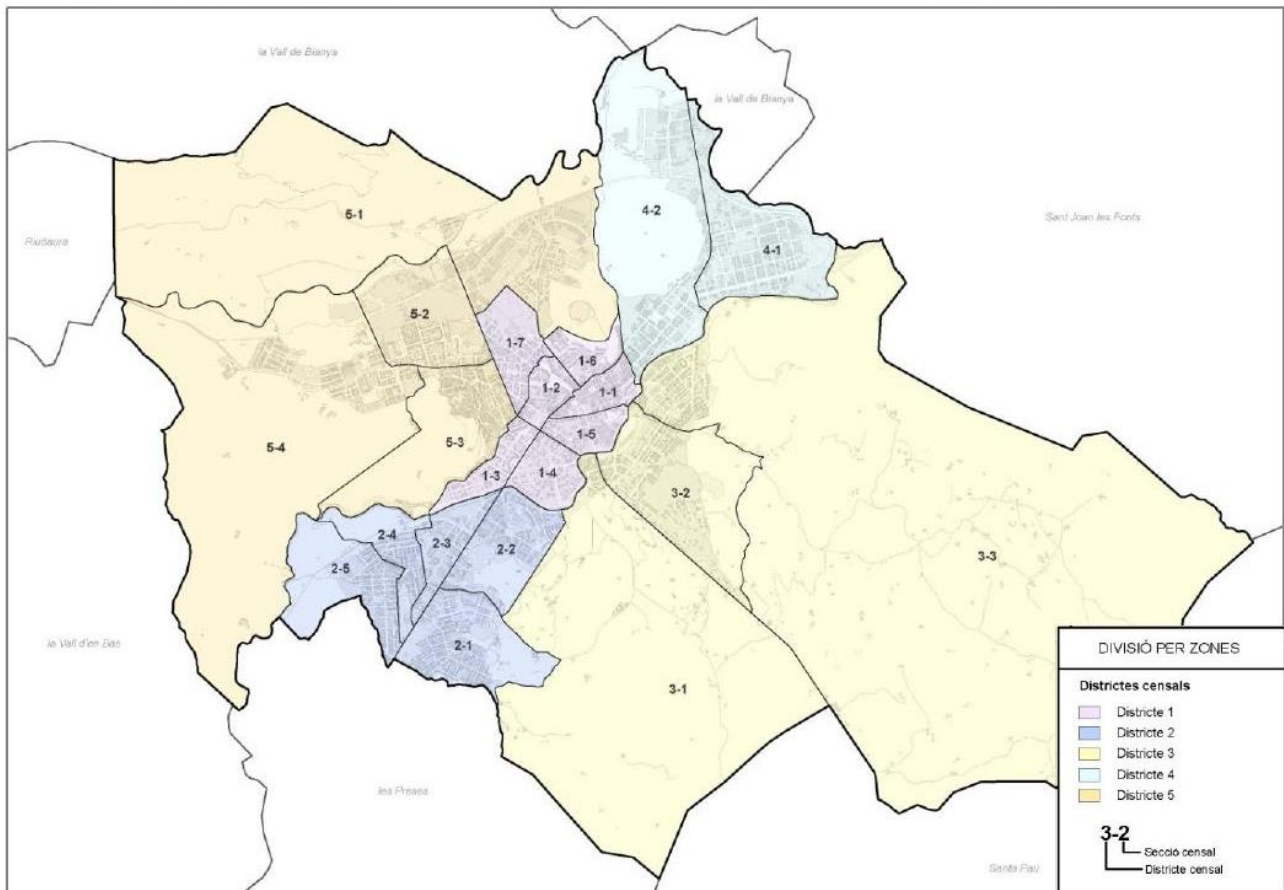 la Vall de Bianya
la Vall de Bianya
Sant Joan les Fonts
Riudaura
5-1
4-2
4-1
5-2
1-7
1-6
1-2
1-1
1-5
5-3
5-4
1-3
1-4
3-2
2-4
2-3
2-2
2-5
3-3
2-1
3-1
la Vall d'en Bas
les Preses
Santa Pau
DIVISIÓ PER ZONES
Districtes censals
Districte 1
Districte 2
Districte 3
Districte 4
Districte 5
3-2
Secció censal
Districte censal